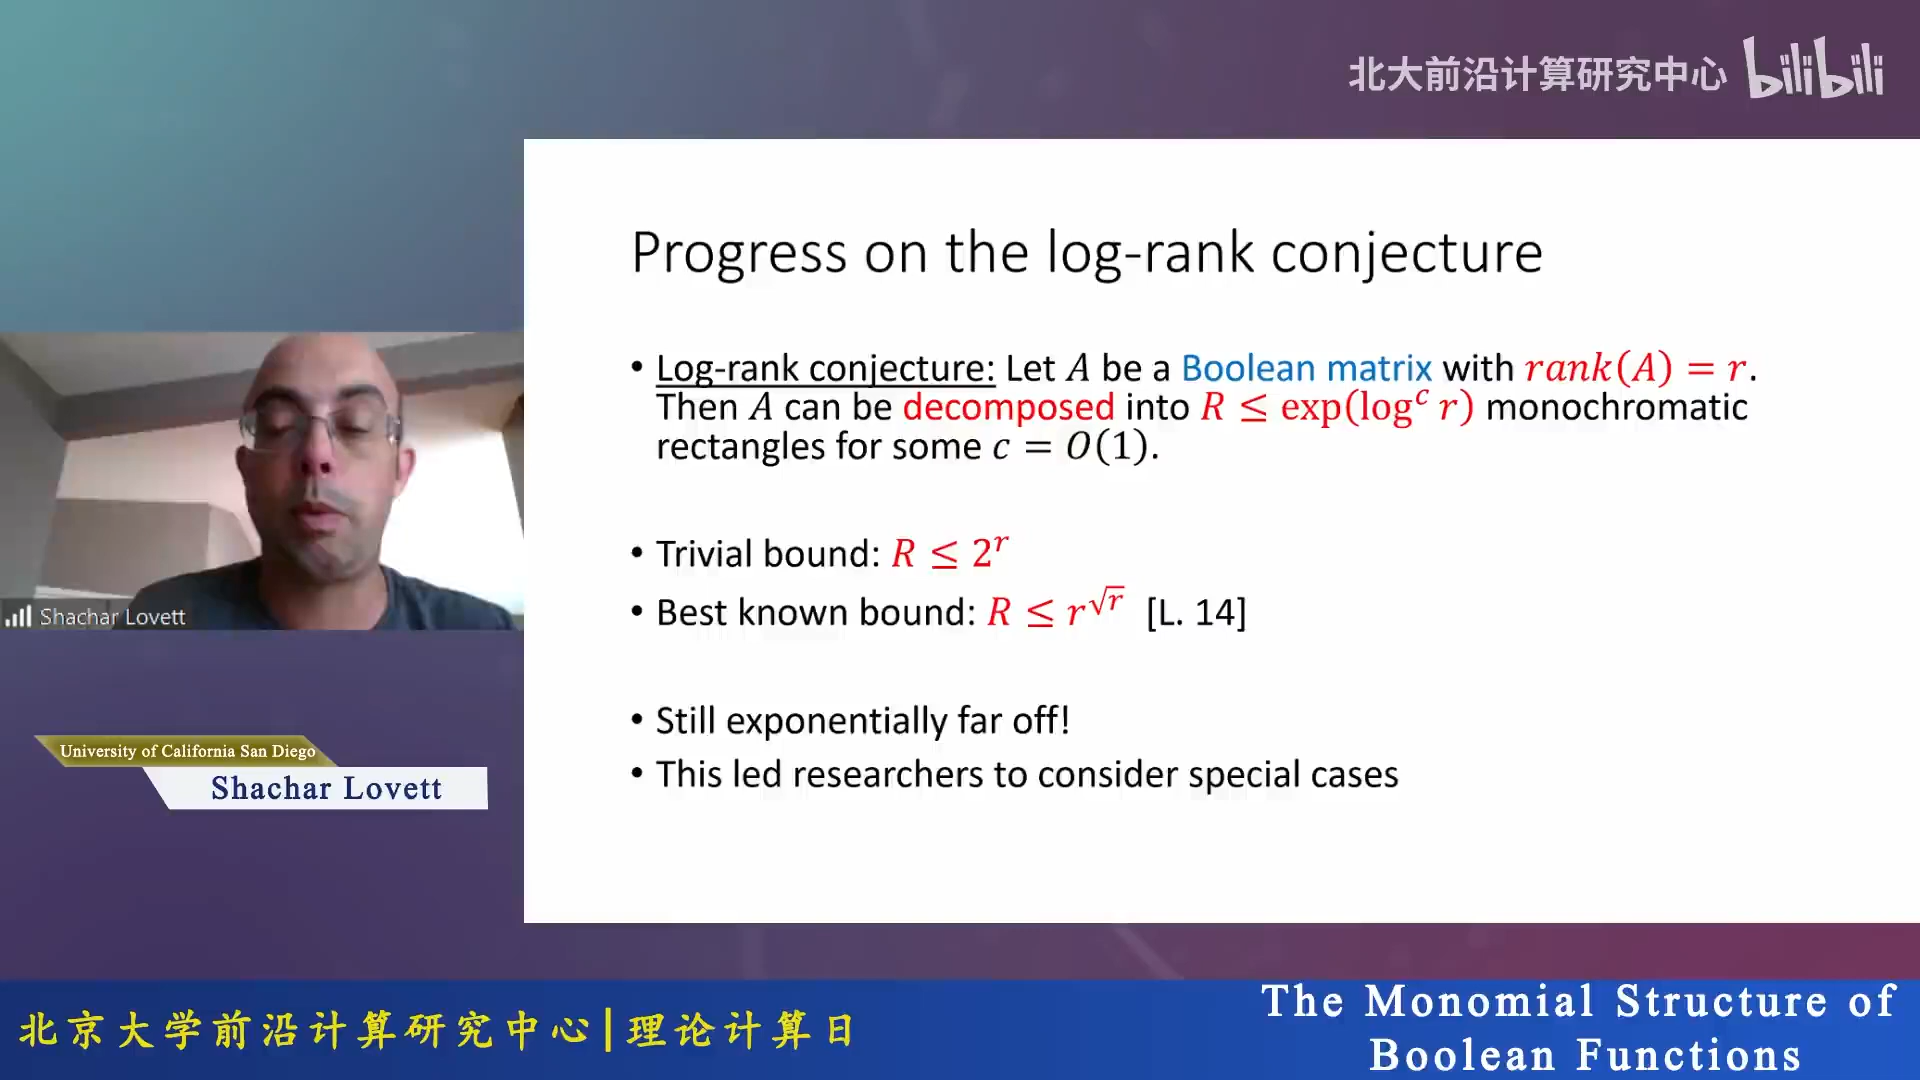 北大前沿计算研究中心 bilibili
Progress on the log-rank conjecture
• Log-rank conjecture: Let A be a Boolean matrix with rank(A) = r.
Then A can be decomposed into R ≤ exp(log^c r) monochromatic
rectangles for some c = O(1).
• Trivial bound: R ≤ 2^r
• Best known bound: R ≤ r^√r [L. 14]
• Still exponentially far off!
• This led researchers to consider special cases
Shachar Lovett
University of California San Diego
Shachar Lovett
北京大学前沿计算研究中心|理论计算日
The Monomial Structure of
Boolean Functions